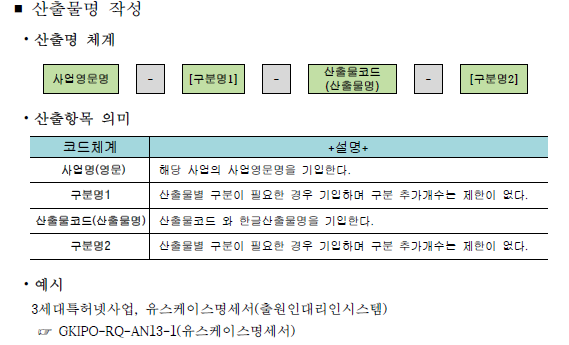 ■ 산출물명 작성
• 산출명 체계
사업영문명 - [구분명1] - 산출물코드 - [구분명2]
(산출물명)
• 산출항목 의미
코드체계 +설명+
사업명(영문) 해당 사업의 사업영문명을 기입한다.
구분명1 산출물별 구분이 필요한 경우 기입하며 구분 추가개수는 제한이 없다.
산출물코드(산출물명) 산출물코드 와 한글산출물명을 기입한다.
구분명2 산출물별 구분이 필요한 경우 기입하며 구분 추가개수는 제한이 없다.
• 예시
3세대특허넷사업, 유스케이스명세서(출원인대리인시스템)
☞ GKIPO-RQ-AN13-1(유스케이스명세서)